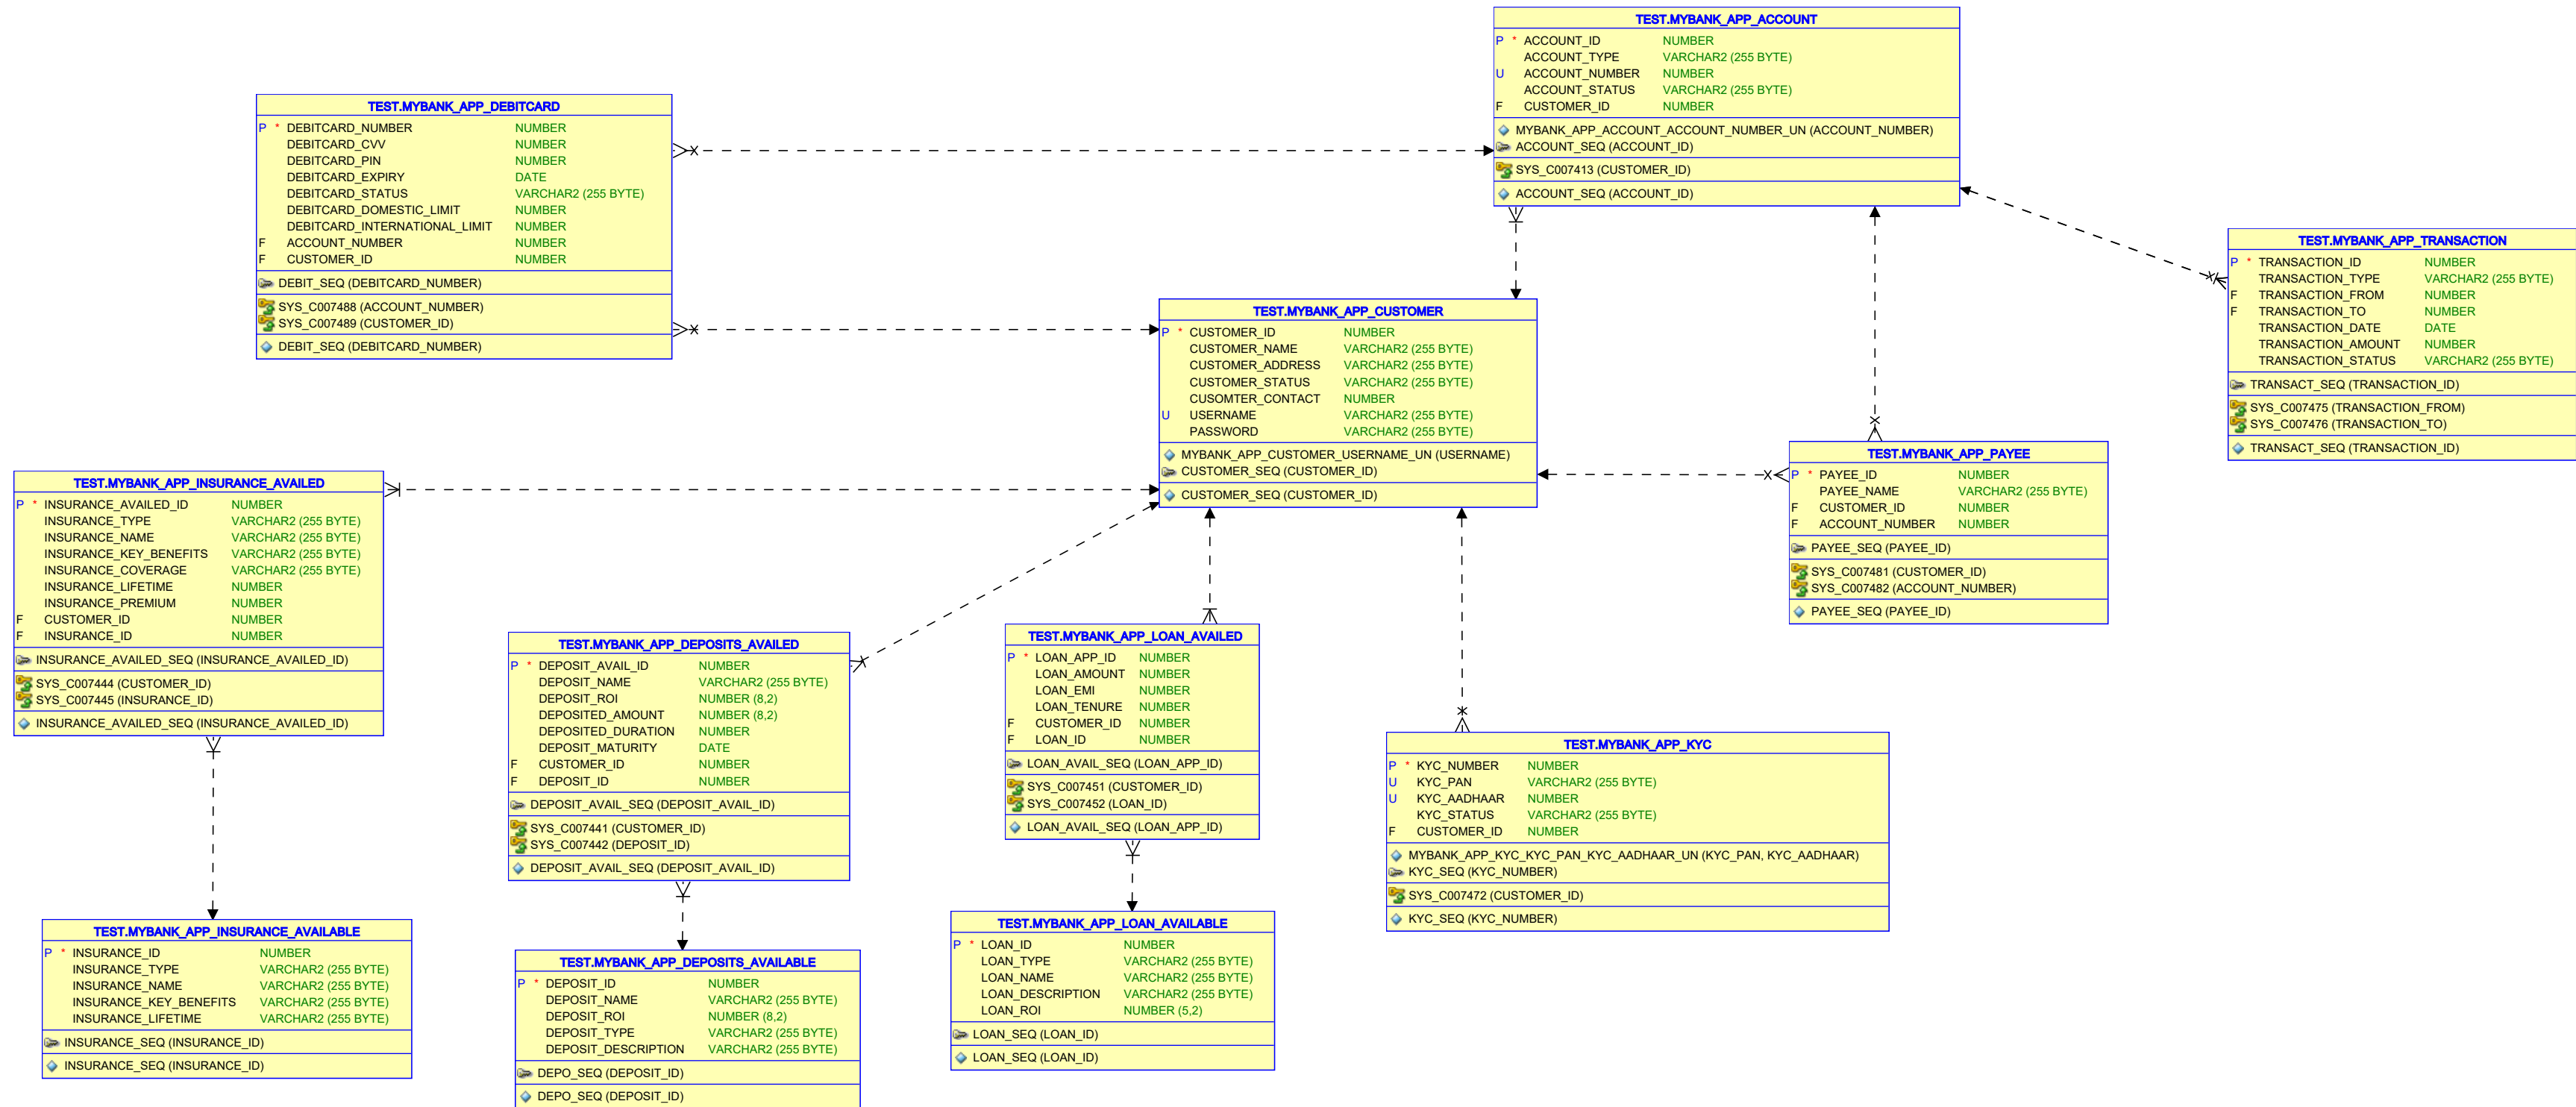 TEST.MYBANK_APP_ACCOUNT
P * ACCOUNT_ID NUMBER
ACCOUNT_TYPE VARCHAR2 (255 BYTE)
U ACCOUNT_NUMBER NUMBER
ACCOUNT_STATUS VARCHAR2 (255 BYTE)
F CUSTOMER_ID NUMBER
MYBANK_APP_ACCOUNT_ACCOUNT_NUMBER_UN (ACCOUNT_NUMBER)
ACCOUNT_SEQ (ACCOUNT_ID)
SYS_C007413 (CUSTOMER_ID)
ACCOUNT_SEQ (ACCOUNT_ID)
TEST.MYBANK_APP_DEBITCARD
P * DEBITCARD_NUMBER NUMBER
DEBITCARD_CVV NUMBER
DEBITCARD_PIN NUMBER
DEBITCARD_EXPIRY DATE
DEBITCARD_STATUS VARCHAR2 (255 BYTE)
DEBITCARD_DOMESTIC_LIMIT NUMBER
DEBITCARD_INTERNATIONAL_LIMIT NUMBER
F ACCOUNT_NUMBER NUMBER
F CUSTOMER_ID NUMBER
DEBIT_SEQ (DEBITCARD_NUMBER)
SYS_C007488 (ACCOUNT_NUMBER)
SYS_C007489 (CUSTOMER_ID)
DEBIT_SEQ (DEBITCARD_NUMBER)
TEST.MYBANK_APP_TRANSACTION
P * TRANSACTION_ID NUMBER
TRANSACTION_TYPE VARCHAR2 (255 BYTE)
F TRANSACTION_FROM NUMBER
F TRANSACTION_TO NUMBER
TRANSACTION_DATE DATE
TRANSACTION_AMOUNT NUMBER
TRANSACTION_STATUS VARCHAR2 (255 BYTE)
TRANSACT_SEQ (TRANSACTION_ID)
SYS_C007475 (TRANSACTION_FROM)
SYS_C007476 (TRANSACTION_TO)
TRANSACT_SEQ (TRANSACTION_ID)
TEST.MYBANK_APP_CUSTOMER
P * CUSTOMER_ID NUMBER
CUSTOMER_NAME VARCHAR2 (255 BYTE)
CUSTOMER_ADDRESS VARCHAR2 (255 BYTE)
CUSTOMER_STATUS VARCHAR2 (255 BYTE)
CUSOMTER_CONTACT NUMBER
U USERNAME VARCHAR2 (255 BYTE)
PASSWORD VARCHAR2 (255 BYTE)
MYBANK_APP_CUSTOMER_USERNAME_UN (USERNAME)
CUSTOMER_SEQ (CUSTOMER_ID)
CUSTOMER_SEQ (CUSTOMER_ID)
TEST.MYBANK_APP_PAYEE
P * PAYEE_ID NUMBER
PAYEE_NAME VARCHAR2 (255 BYTE)
F CUSTOMER_ID NUMBER
F ACCOUNT_NUMBER NUMBER
PAYEE_SEQ (PAYEE_ID)
SYS_C007481 (CUSTOMER_ID)
SYS_C007482 (ACCOUNT_NUMBER)
PAYEE_SEQ (PAYEE_ID)
TEST.MYBANK_APP_INSURANCE_AVAILED
P * INSURANCE_AVAILED_ID NUMBER
INSURANCE_TYPE VARCHAR2 (255 BYTE)
INSURANCE_NAME VARCHAR2 (255 BYTE)
INSURANCE_KEY_BENEFITS VARCHAR2 (255 BYTE)
INSURANCE_COVERAGE VARCHAR2 (255 BYTE)
INSURANCE_LIFETIME NUMBER
INSURANCE_PREMIUM NUMBER
F CUSTOMER_ID NUMBER
F INSURANCE_ID NUMBER
INSURANCE_AVAILED_SEQ (INSURANCE_AVAILED_ID)
SYS_C007444 (CUSTOMER_ID)
SYS_C007445 (INSURANCE_ID)
INSURANCE_AVAILED_SEQ (INSURANCE_AVAILED_ID)
TEST.MYBANK_APP_DEPOSITS_AVAILED
P * DEPOSIT_AVAIL_ID NUMBER
DEPOSIT_NAME VARCHAR2 (255 BYTE)
DEPOSIT_ROI NUMBER (8,2)
DEPOSITED_AMOUNT NUMBER (8,2)
DEPOSITED_DURATION NUMBER
DEPOSIT_MATURITY DATE
F CUSTOMER_ID NUMBER
F DEPOSIT_ID NUMBER
DEPOSIT_AVAIL_SEQ (DEPOSIT_AVAIL_ID)
SYS_C007441 (CUSTOMER_ID)
SYS_C007442 (DEPOSIT_ID)
DEPOSIT_AVAIL_SEQ (DEPOSIT_AVAIL_ID)
TEST.MYBANK_APP_LOAN_AVAILED
P * LOAN_APP_ID NUMBER
LOAN_AMOUNT NUMBER
LOAN_EMI NUMBER
LOAN_TENURE NUMBER
F CUSTOMER_ID NUMBER
F LOAN_ID NUMBER
LOAN_AVAIL_SEQ (LOAN_APP_ID)
SYS_C007451 (CUSTOMER_ID)
SYS_C007452 (LOAN_ID)
LOAN_AVAIL_SEQ (LOAN_APP_ID)
TEST.MYBANK_APP_KYC
P * KYC_NUMBER NUMBER
U KYC_PAN VARCHAR2 (255 BYTE)
U KYC_AADHAAR NUMBER
KYC_STATUS VARCHAR2 (255 BYTE)
F CUSTOMER_ID NUMBER
MYBANK_APP_KYC_KYC_PAN_KYC_AADHAAR_UN (KYC_PAN, KYC_AADHAAR)
KYC_SEQ (KYC_NUMBER)
SYS_C007472 (CUSTOMER_ID)
KYC_SEQ (KYC_NUMBER)
TEST.MYBANK_APP_INSURANCE_AVAILABLE
P * INSURANCE_ID NUMBER
INSURANCE_TYPE VARCHAR2 (255 BYTE)
INSURANCE_NAME VARCHAR2 (255 BYTE)
INSURANCE_KEY_BENEFITS VARCHAR2 (255 BYTE)
INSURANCE_LIFETIME VARCHAR2 (255 BYTE)
INSURANCE_SEQ (INSURANCE_ID)
INSURANCE_SEQ (INSURANCE_ID)
TEST.MYBANK_APP_DEPOSITS_AVAILABLE
P * DEPOSIT_ID NUMBER
DEPOSIT_NAME VARCHAR2 (255 BYTE)
DEPOSIT_ROI NUMBER (8,2)
DEPOSIT_TYPE VARCHAR2 (255 BYTE)
DEPOSIT_DESCRIPTION VARCHAR2 (255 BYTE)
DEPO_SEQ (DEPOSIT_ID)
DEPO_SEQ (DEPOSIT_ID)
TEST.MYBANK_APP_LOAN_AVAILABLE
P * LOAN_ID NUMBER
LOAN_TYPE VARCHAR2 (255 BYTE)
LOAN_NAME VARCHAR2 (255 BYTE)
LOAN_DESCRIPTION VARCHAR2 (255 BYTE)
LOAN_ROI NUMBER (5,2)
LOAN_SEQ (LOAN_ID)
LOAN_SEQ (LOAN_ID)